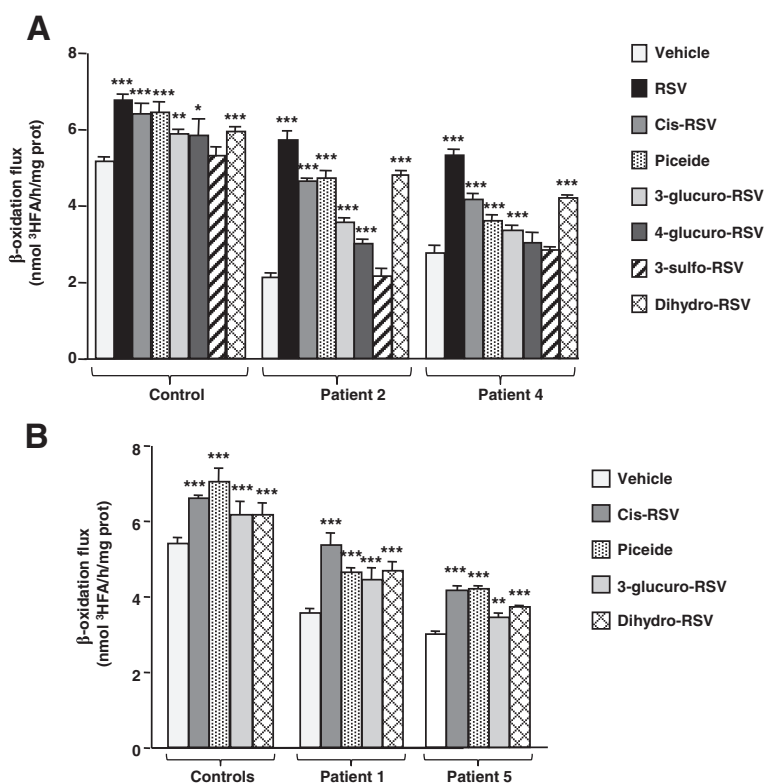 A
8
6
4
2
0
β-oxidation flux
(nmol ³HFA/h/mg prot)
***
***
***
**
*
***
***
***
***
***
***
***
***
***
***
***
***
Control
Patient 2
Patient 4
Vehicle
RSV
Cis-RSV
Piceide
3-glucuro-RSV
4-glucuro-RSV
3-sulfo-RSV
Dihydro-RSV
B
8
6
4
2
0
β-oxidation flux
(nmol ³HFA/h/mg prot)
***
***
***
***
***
***
***
***
***
***
**
***
Controls
Patient 1
Patient 5
Vehicle
Cis-RSV
Piceide
3-glucuro-RSV
Dihydro-RSV